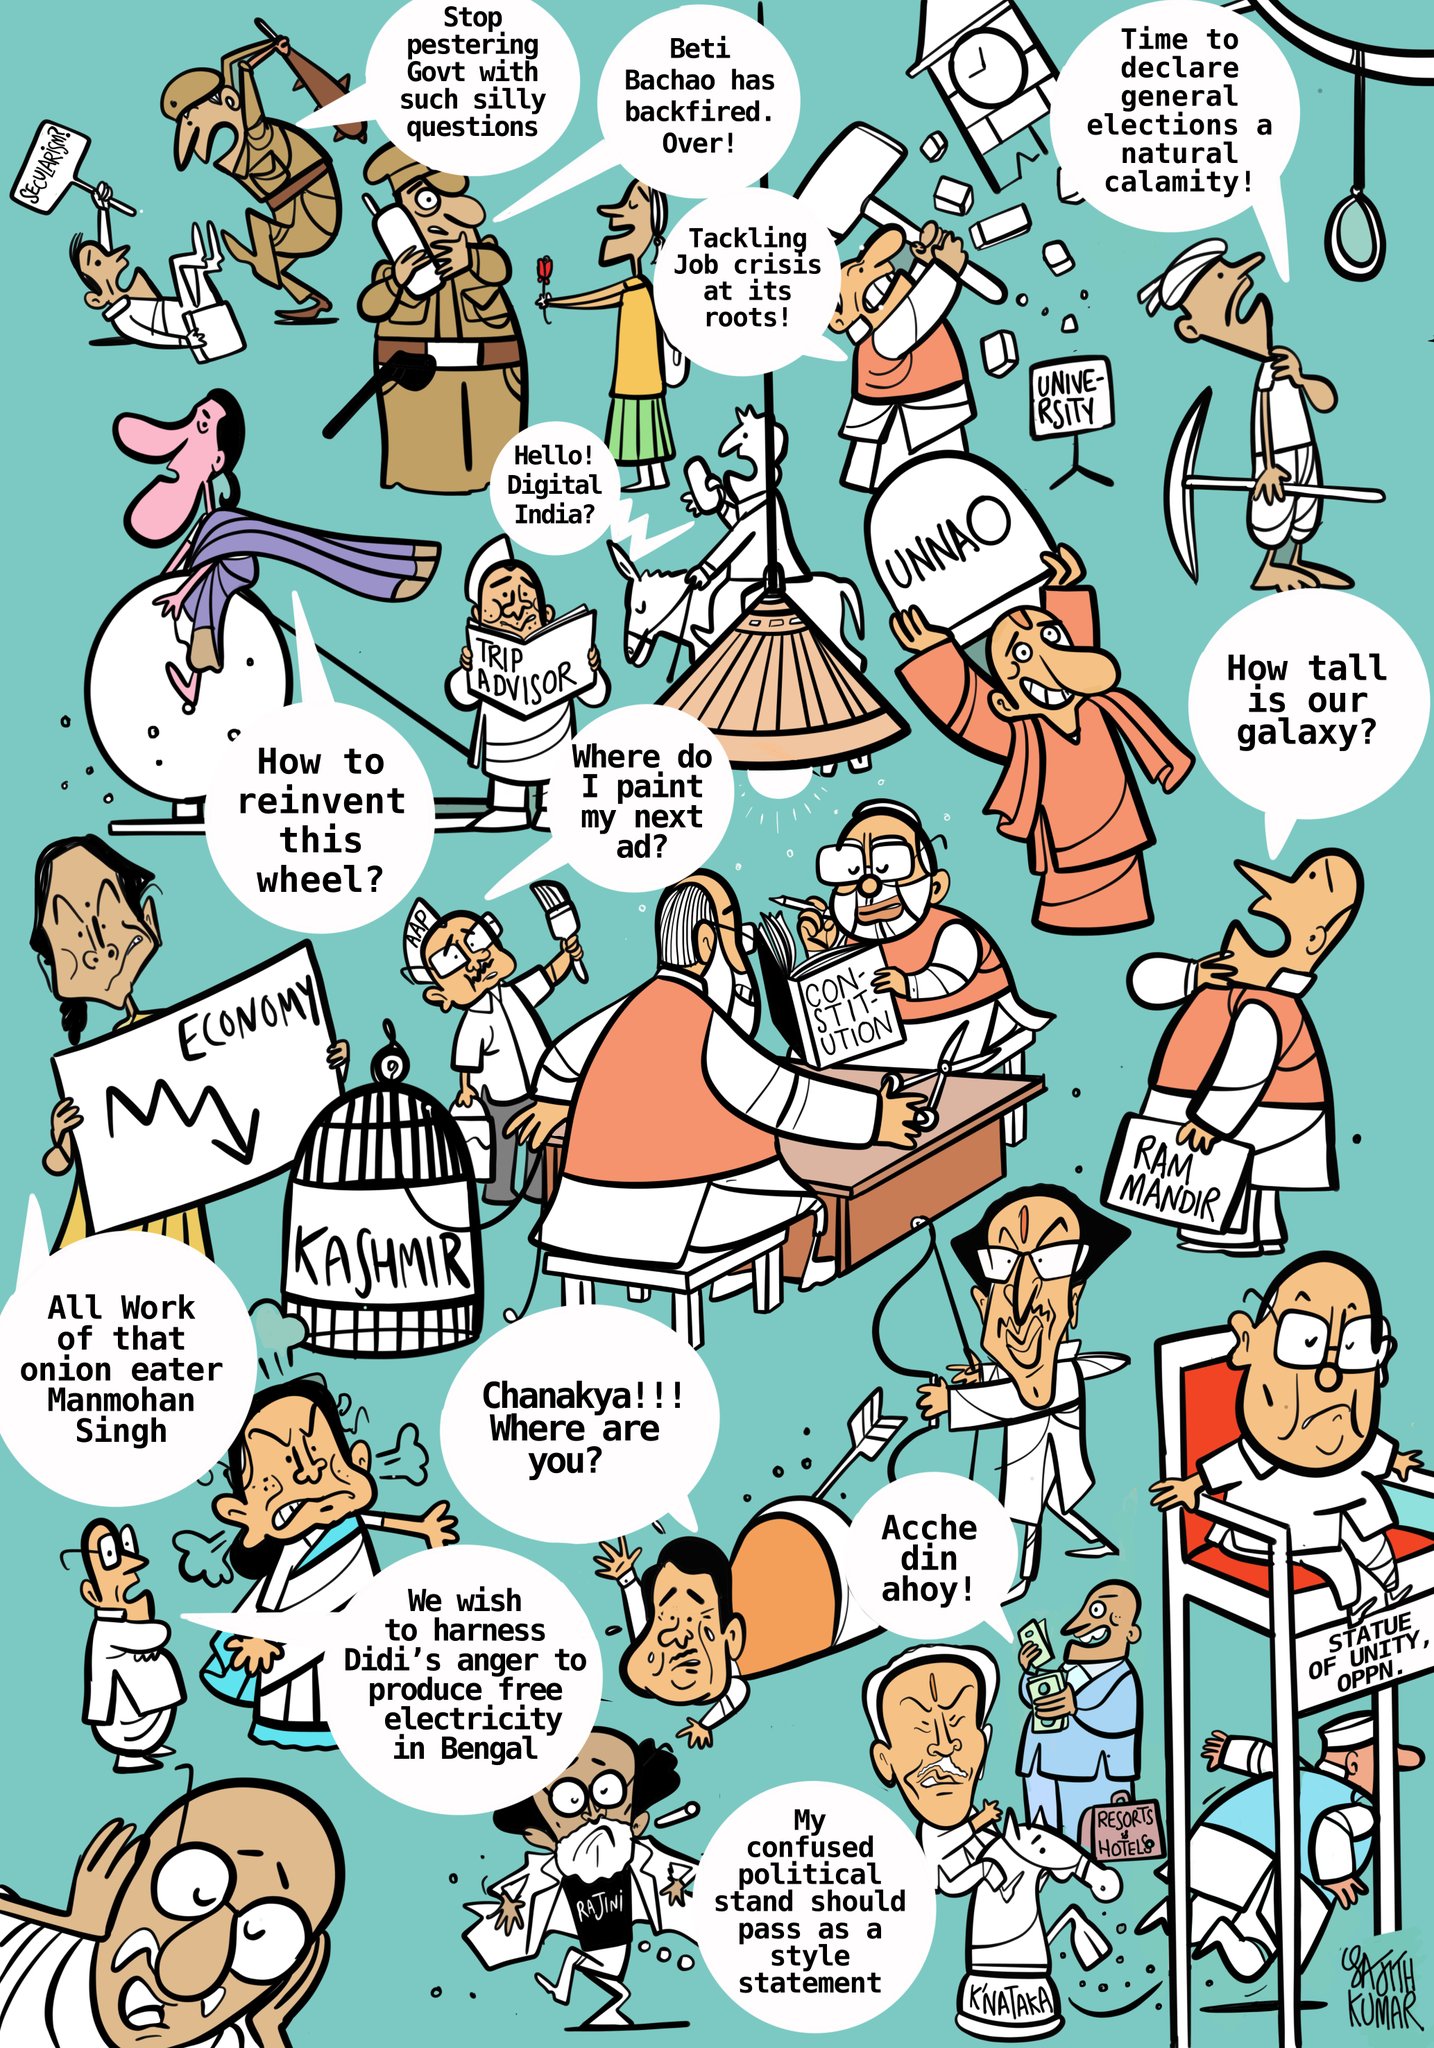 Stop
pestering
Govt with
such silly
questions
Beti
Bachao has
backfired.
Over!
Time to
declare
general
elections a
natural
calamity!
SECULARISM?
Tackling
Job crisis
at its
roots!
UNIVE-
RSITY
Hello!
Digital
India?
UNNAO
TRIP
ADVISOR
How tall
is our
galaxy?
How to
reinvent
this
wheel?
Where do
I paint
my next
ad?
AAP
ECONOMY
CON-
STIT-
UTION
KASHMIR
RAM
MANDIR
All Work
of that
onion eater
Manmohan
Singh
Chanakya!!!
Where are
you?
Acche
din
ahoy!
We wish
to harness
Didi's anger to
produce free
electricity
in Bengal
STATUE
OF UNITY,
OPPN.
RESORTS
&
HOTELS
My
confused
political
stand should
pass as a
style
statement
RAJINI
K'NATAKA
SAJITH
KUMAR